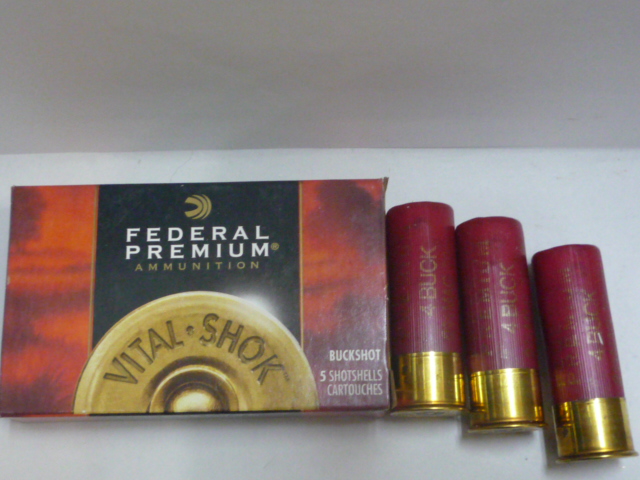 FEDERAL
PREMIUM®
AMMUNITION
VITAL·SHOK
BUCKSHOT
5 SHOTSHELLS
CARTOUCHES
4 BUCK
4 BUCK
4 BUCK